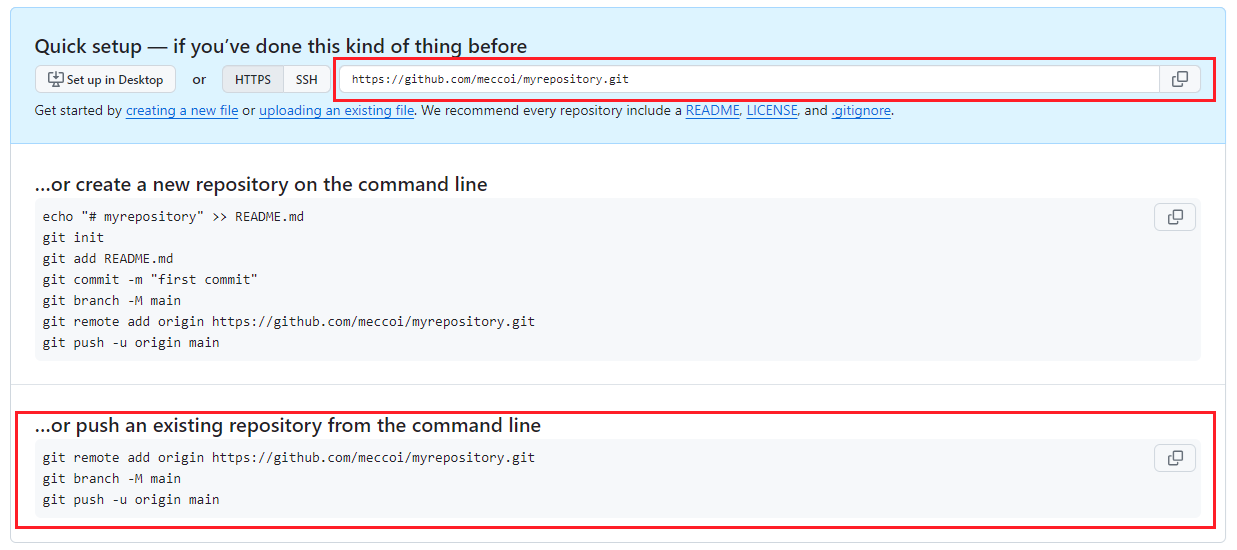 Quick setup — if you’ve done this kind of thing before
Set up in Desktop or HTTPS SSH https://github.com/meccoi/myrepository.git
Get started by creating a new file or uploading an existing file. We recommend every repository include a README, LICENSE, and .gitignore.
…or create a new repository on the command line
echo "# myrepository" >> README.md
git init
git add README.md
git commit -m "first commit"
git branch -M main
git remote add origin https://github.com/meccoi/myrepository.git
git push -u origin main
…or push an existing repository from the command line
git remote add origin https://github.com/meccoi/myrepository.git
git branch -M main
git push -u origin main